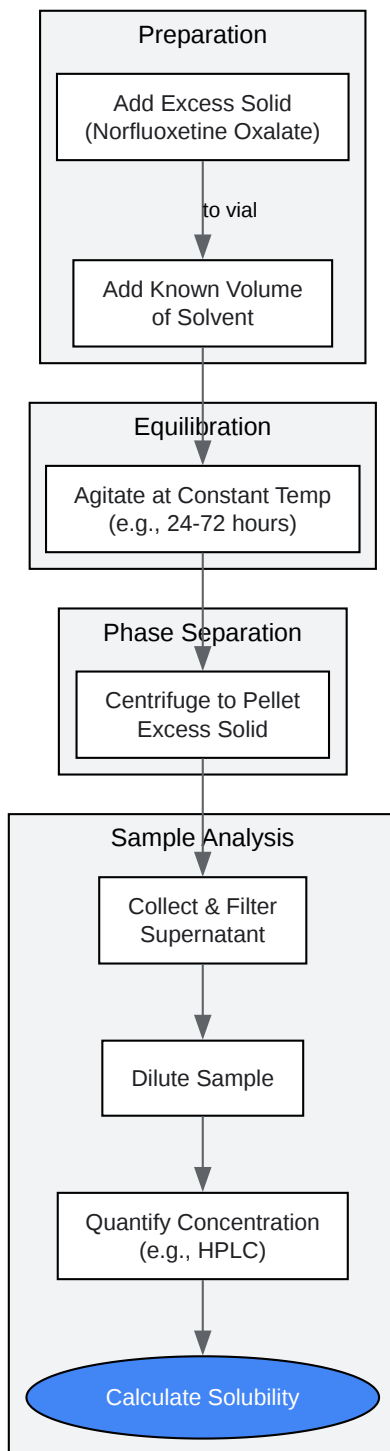 Preparation
Add Excess Solid
(Norfluoxetine Oxalate)
to vial
Add Known Volume
of Solvent
Equilibration
Agitate at Constant Temp
(e.g., 24-72 hours)
Phase Separation
Centrifuge to Pellet
Excess Solid
Sample Analysis
Collect & Filter
Supernatant
Dilute Sample
Quantify Concentration
(e.g., HPLC)
Calculate Solubility